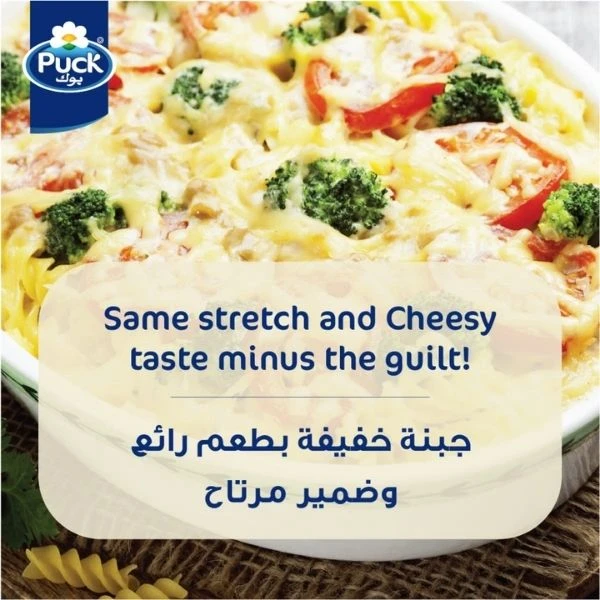 Puck
بوك
Same stretch and Cheesy
taste minus the guilt!
جبنة خفيفة بطعم رائع
وضمير مرتاح